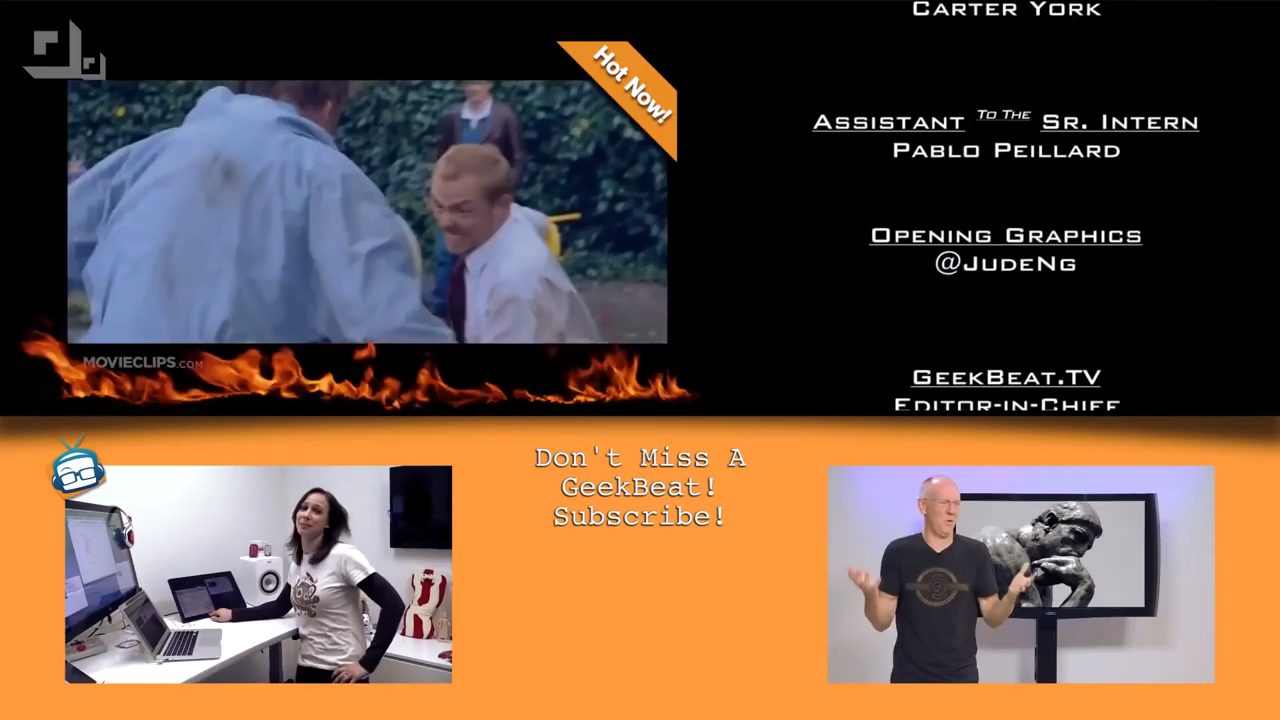 Hot Now!
MOVIECLIPS.COM
CARTER YORK
ASSISTANT TO THE SR. INTERN
PABLO PEILLARD
OPENING GRAPHICS
@JUDENG
GEEKBEAT.TV
EDITOR-IN-CHIEF
Don't Miss A
GeekBeat!
Subscribe!